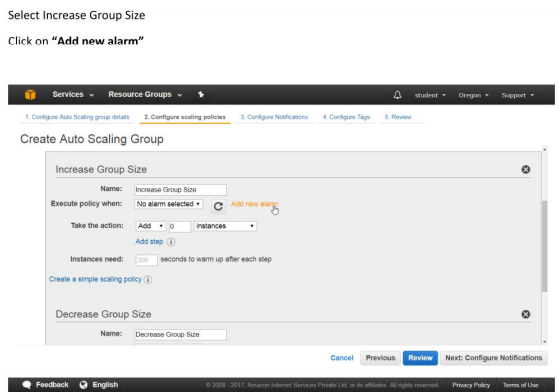 Select Increase Group Size
Click on "Add new alarm"
Services Resource Groups student Oregon Support
1. Configure Auto Scaling group details 2. Configure scaling policies 3. Configure Notifications 4. Configure Tags 5. Review
Create Auto Scaling Group
Increase Group Size
Name: Increase Group Size
Execute policy when: No alarm selected Add new alarm
Take the action: Add 0 instances
Add step i
Instances need: 300 seconds to warm up after each step
Create a simple scaling policy i
Decrease Group Size
Name: Decrease Group Size
Cancel Previous Review Next: Configure Notifications
Feedback English © 2008 - 2017, Amazon Internet Services Private Ltd. or its affiliates. All rights reserved. Privacy Policy Terms of Use